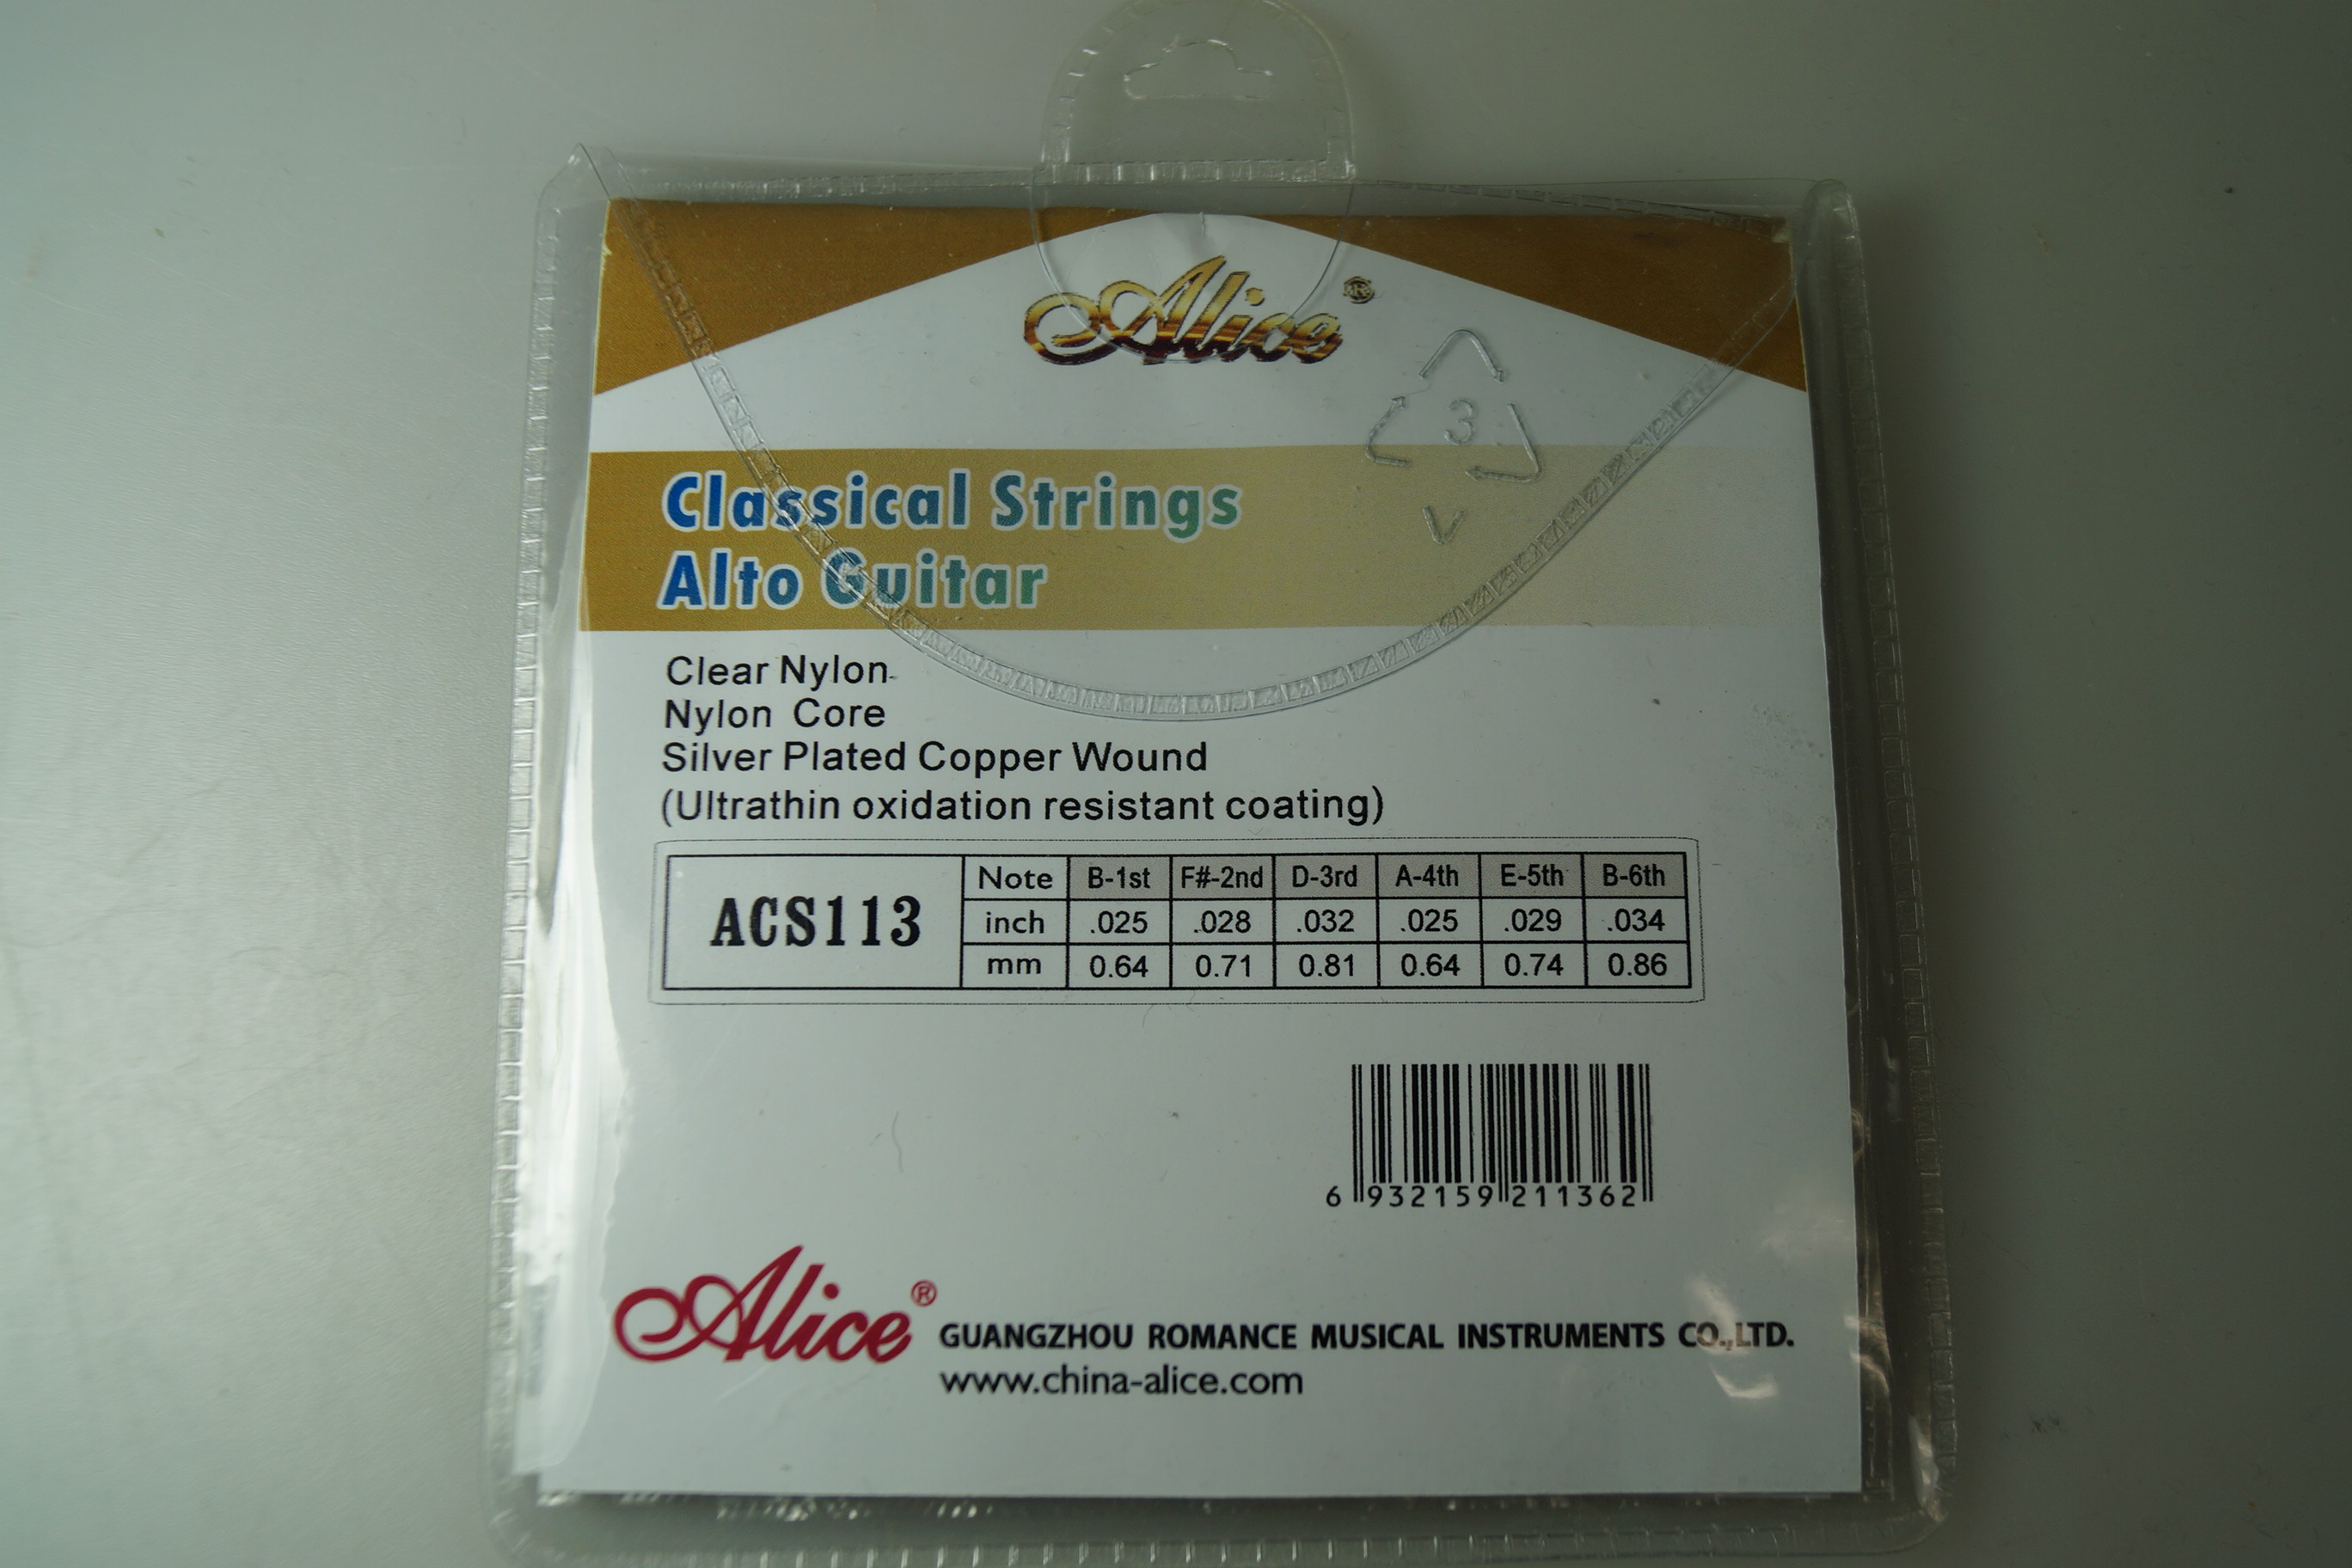 Alice®
3
V
Classical Strings
Alto Guitar
Clear Nylon
Nylon Core
Silver Plated Copper Wound
(Ultrathin oxidation resistant coating)
ACS113
Note B-1st F#-2nd D-3rd A-4th E-5th B-6th
inch .025 .028 .032 .025 .029 .034
mm 0.64 0.71 0.81 0.64 0.74 0.86
6 932159 211362
Alice® GUANGZHOU ROMANCE MUSICAL INSTRUMENTS CO.,LTD.
www.china-alice.com